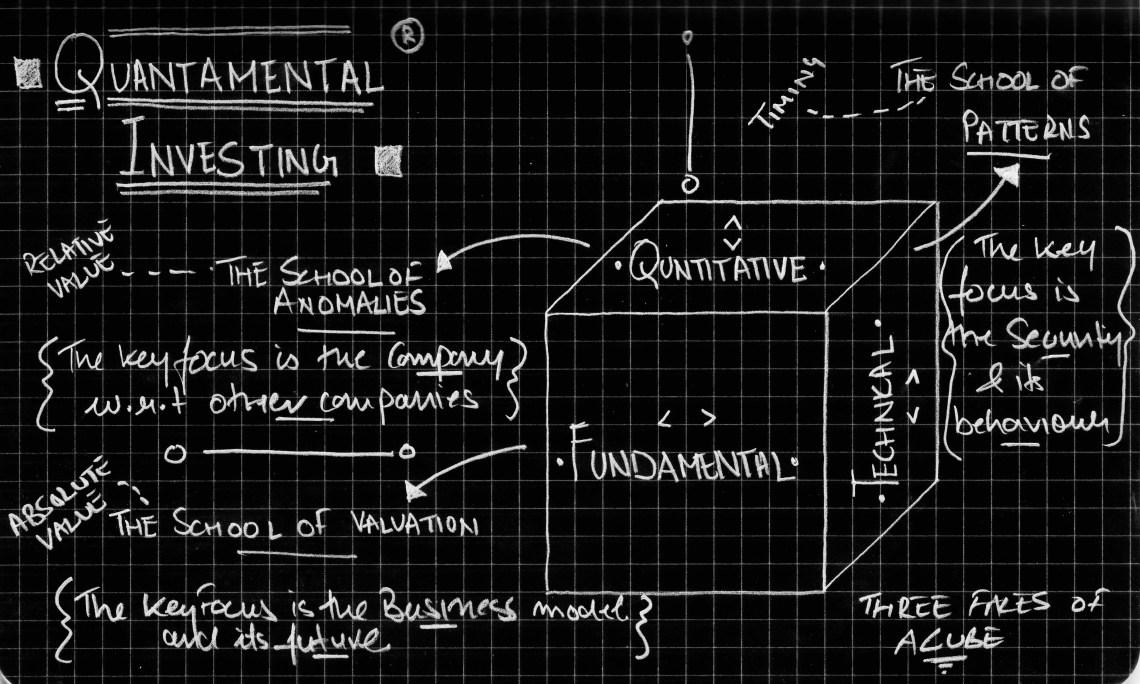 QUANTAMENTAL ®
INVESTING
TIMING
THE SCHOOL OF
PATTERNS
{The key
focus is
the Security
& its
behaviour}
RELATIVE
VALUE
THE SCHOOL OF
ANOMALIES
{The key focus is the Company
w.r.t other companies}
ABSOLUTE
VALUE
THE SCHOOL OF VALUATION
{The key Focus is the Business model
and its future}
• QUNTITATIVE •
< >
• FUNDAMENTAL •
• TECHNICAL •
THREE FACES OF
A CUBE